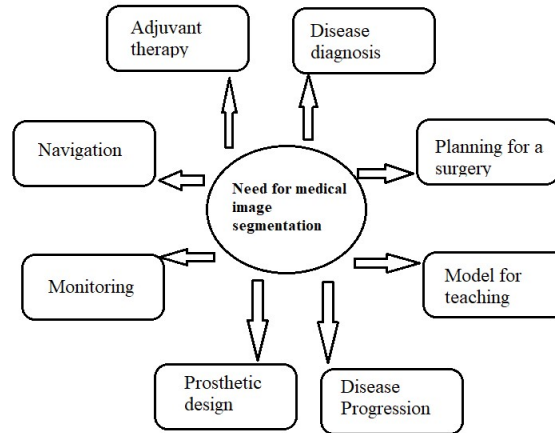 Adjuvant
therapy
Disease
diagnosis
Navigation
Planning for a
surgery
Need for medical
image
segmentation
Monitoring
Model for
teaching
Prosthetic
design
Disease
Progression